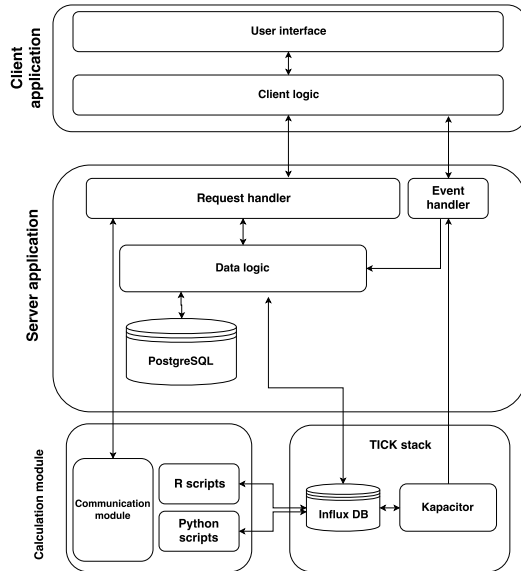 Client
application
User interface
Client logic
Server application
Request handler
Event
handler
Data logic
PostgreSQL
Calculation module
Communication
module
R scripts
Python
scripts
TICK stack
Influx DB
Kapacitor